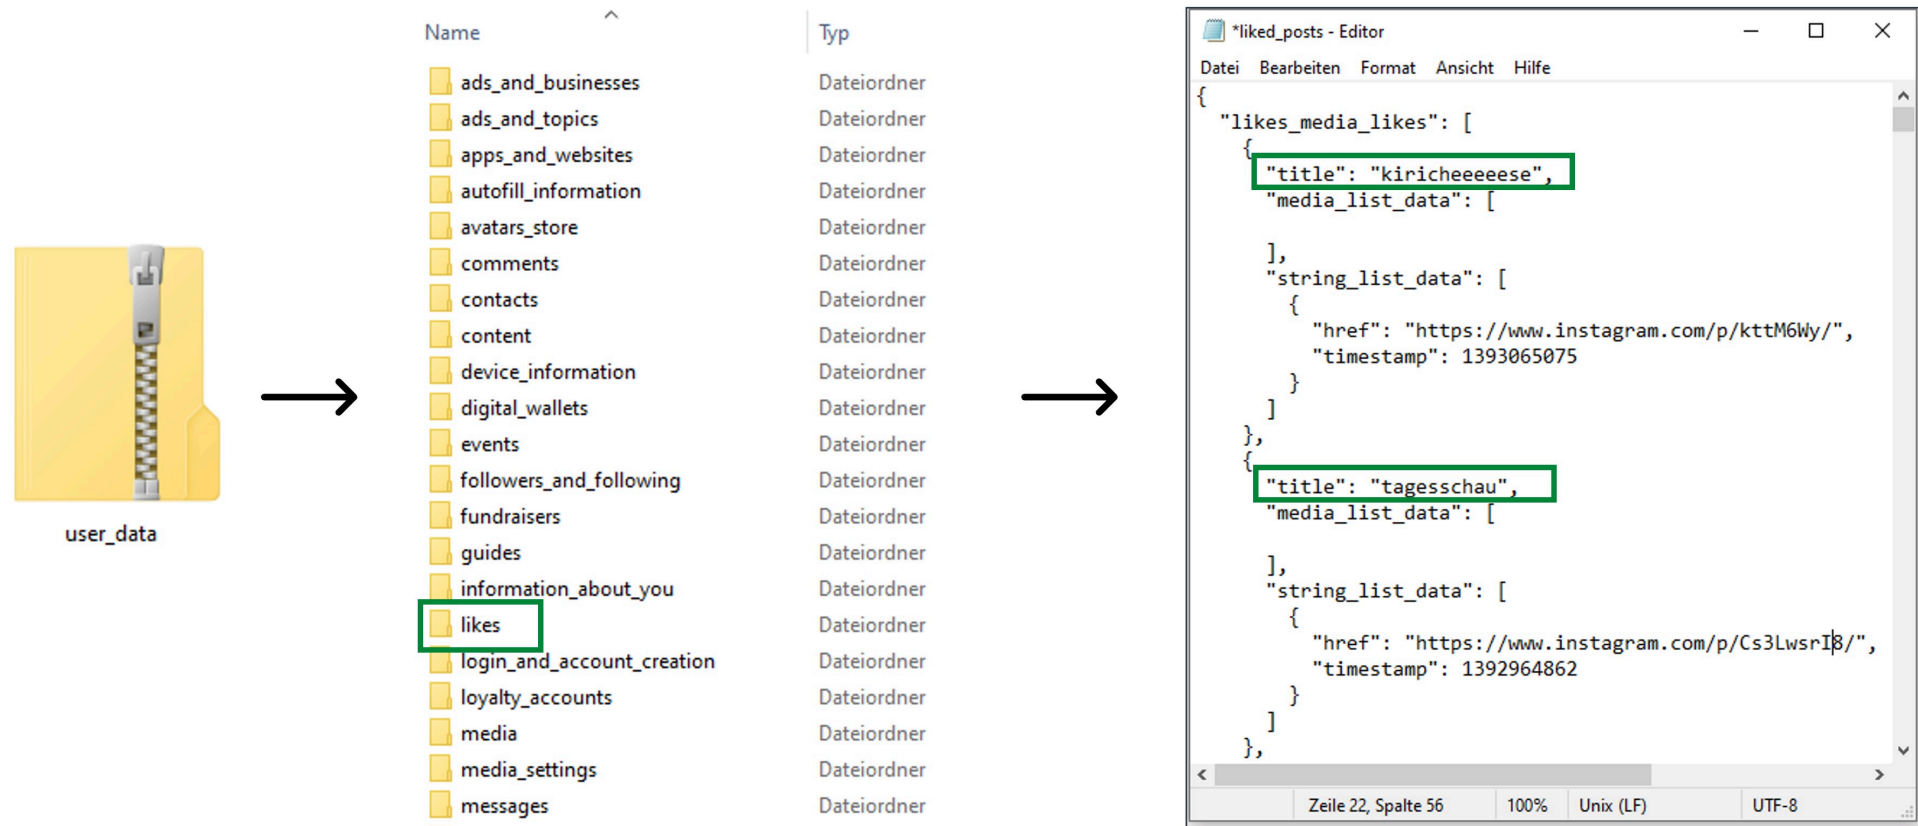 user_data
Name Typ
ads_and_businesses Dateiordner
ads_and_topics Dateiordner
apps_and_websites Dateiordner
autofill_information Dateiordner
avatars_store Dateiordner
comments Dateiordner
contacts Dateiordner
content Dateiordner
device_information Dateiordner
digital_wallets Dateiordner
events Dateiordner
followers_and_following Dateiordner
fundraisers Dateiordner
guides Dateiordner
information_about_you Dateiordner
likes Dateiordner
login_and_account_creation Dateiordner
loyalty_accounts Dateiordner
media Dateiordner
media_settings Dateiordner
messages Dateiordner
*liked_posts - Editor
Datei Bearbeiten Format Ansicht Hilfe
{
"likes_media_likes": [
{
"title": "kiricheeeeese",
"media_list_data": [
],
"string_list_data": [
{
"href": "https://www.instagram.com/p/kttM6Wy/",
"timestamp": 1393065075
}
]
},
{
"title": "tagesschau",
"media_list_data": [
],
"string_list_data": [
{
"href": "https://www.instagram.com/p/Cs3LwsrI8/",
"timestamp": 1392964862
}
]
},
Zeile 22, Spalte 56 100% Unix (LF) UTF-8